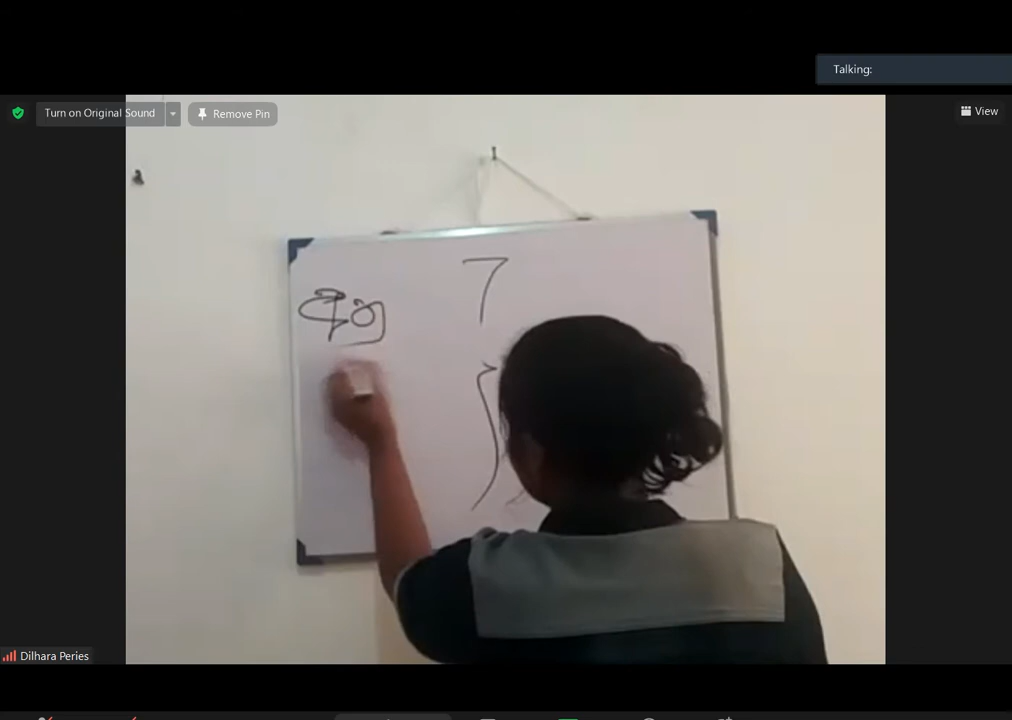 Talking:
Turn on Original Sound
Remove Pin
View
7
Dilhara Peries